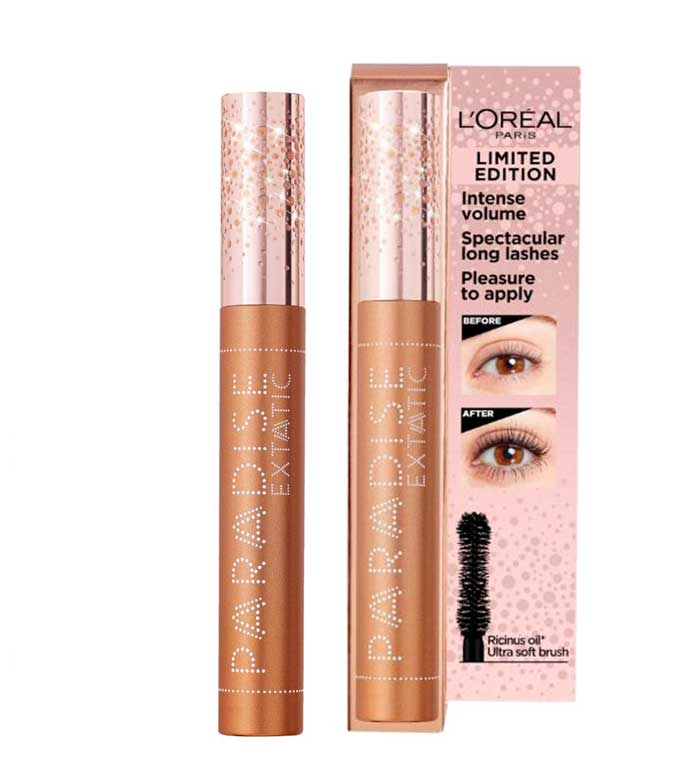 PARADISE
EXTATIC
PARADISE
EXTATIC
L'ORÉAL
PARiS
LIMITED
EDITION
Intense
volume
Spectacular
long lashes
Pleasure
to apply
BEFORE
AFTER
Ricinus oil*
Ultra soft brush